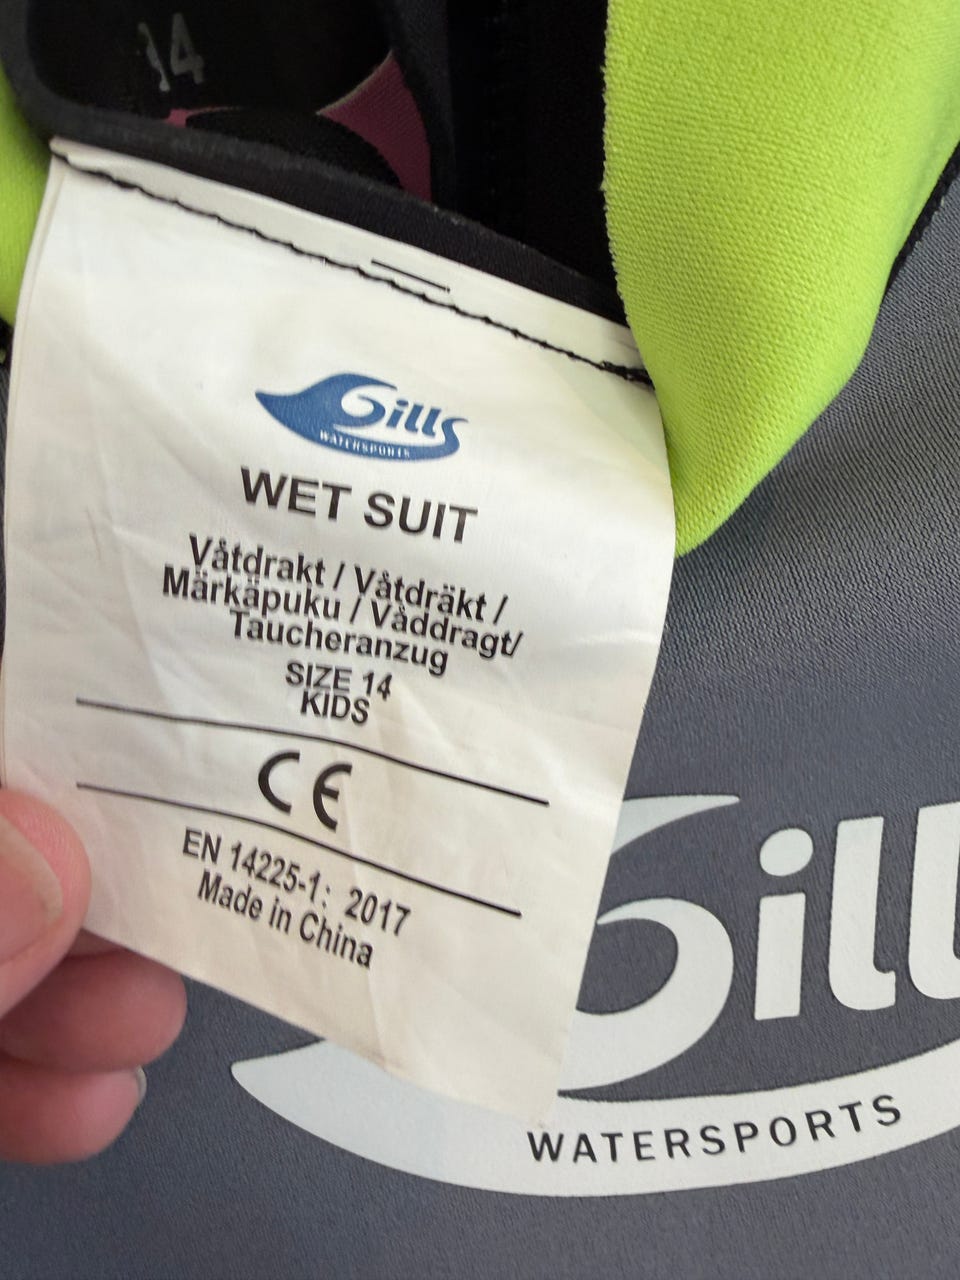 14
Gills
WATERSPORTS
WET SUIT
Våtdrakt / Våtdräkt /
Märkäpuku / Våddragt/
Taucheranzug
SIZE 14
KIDS
CE
EN 14225-1: 2017
Made in China
Gill
WATERSPORTS